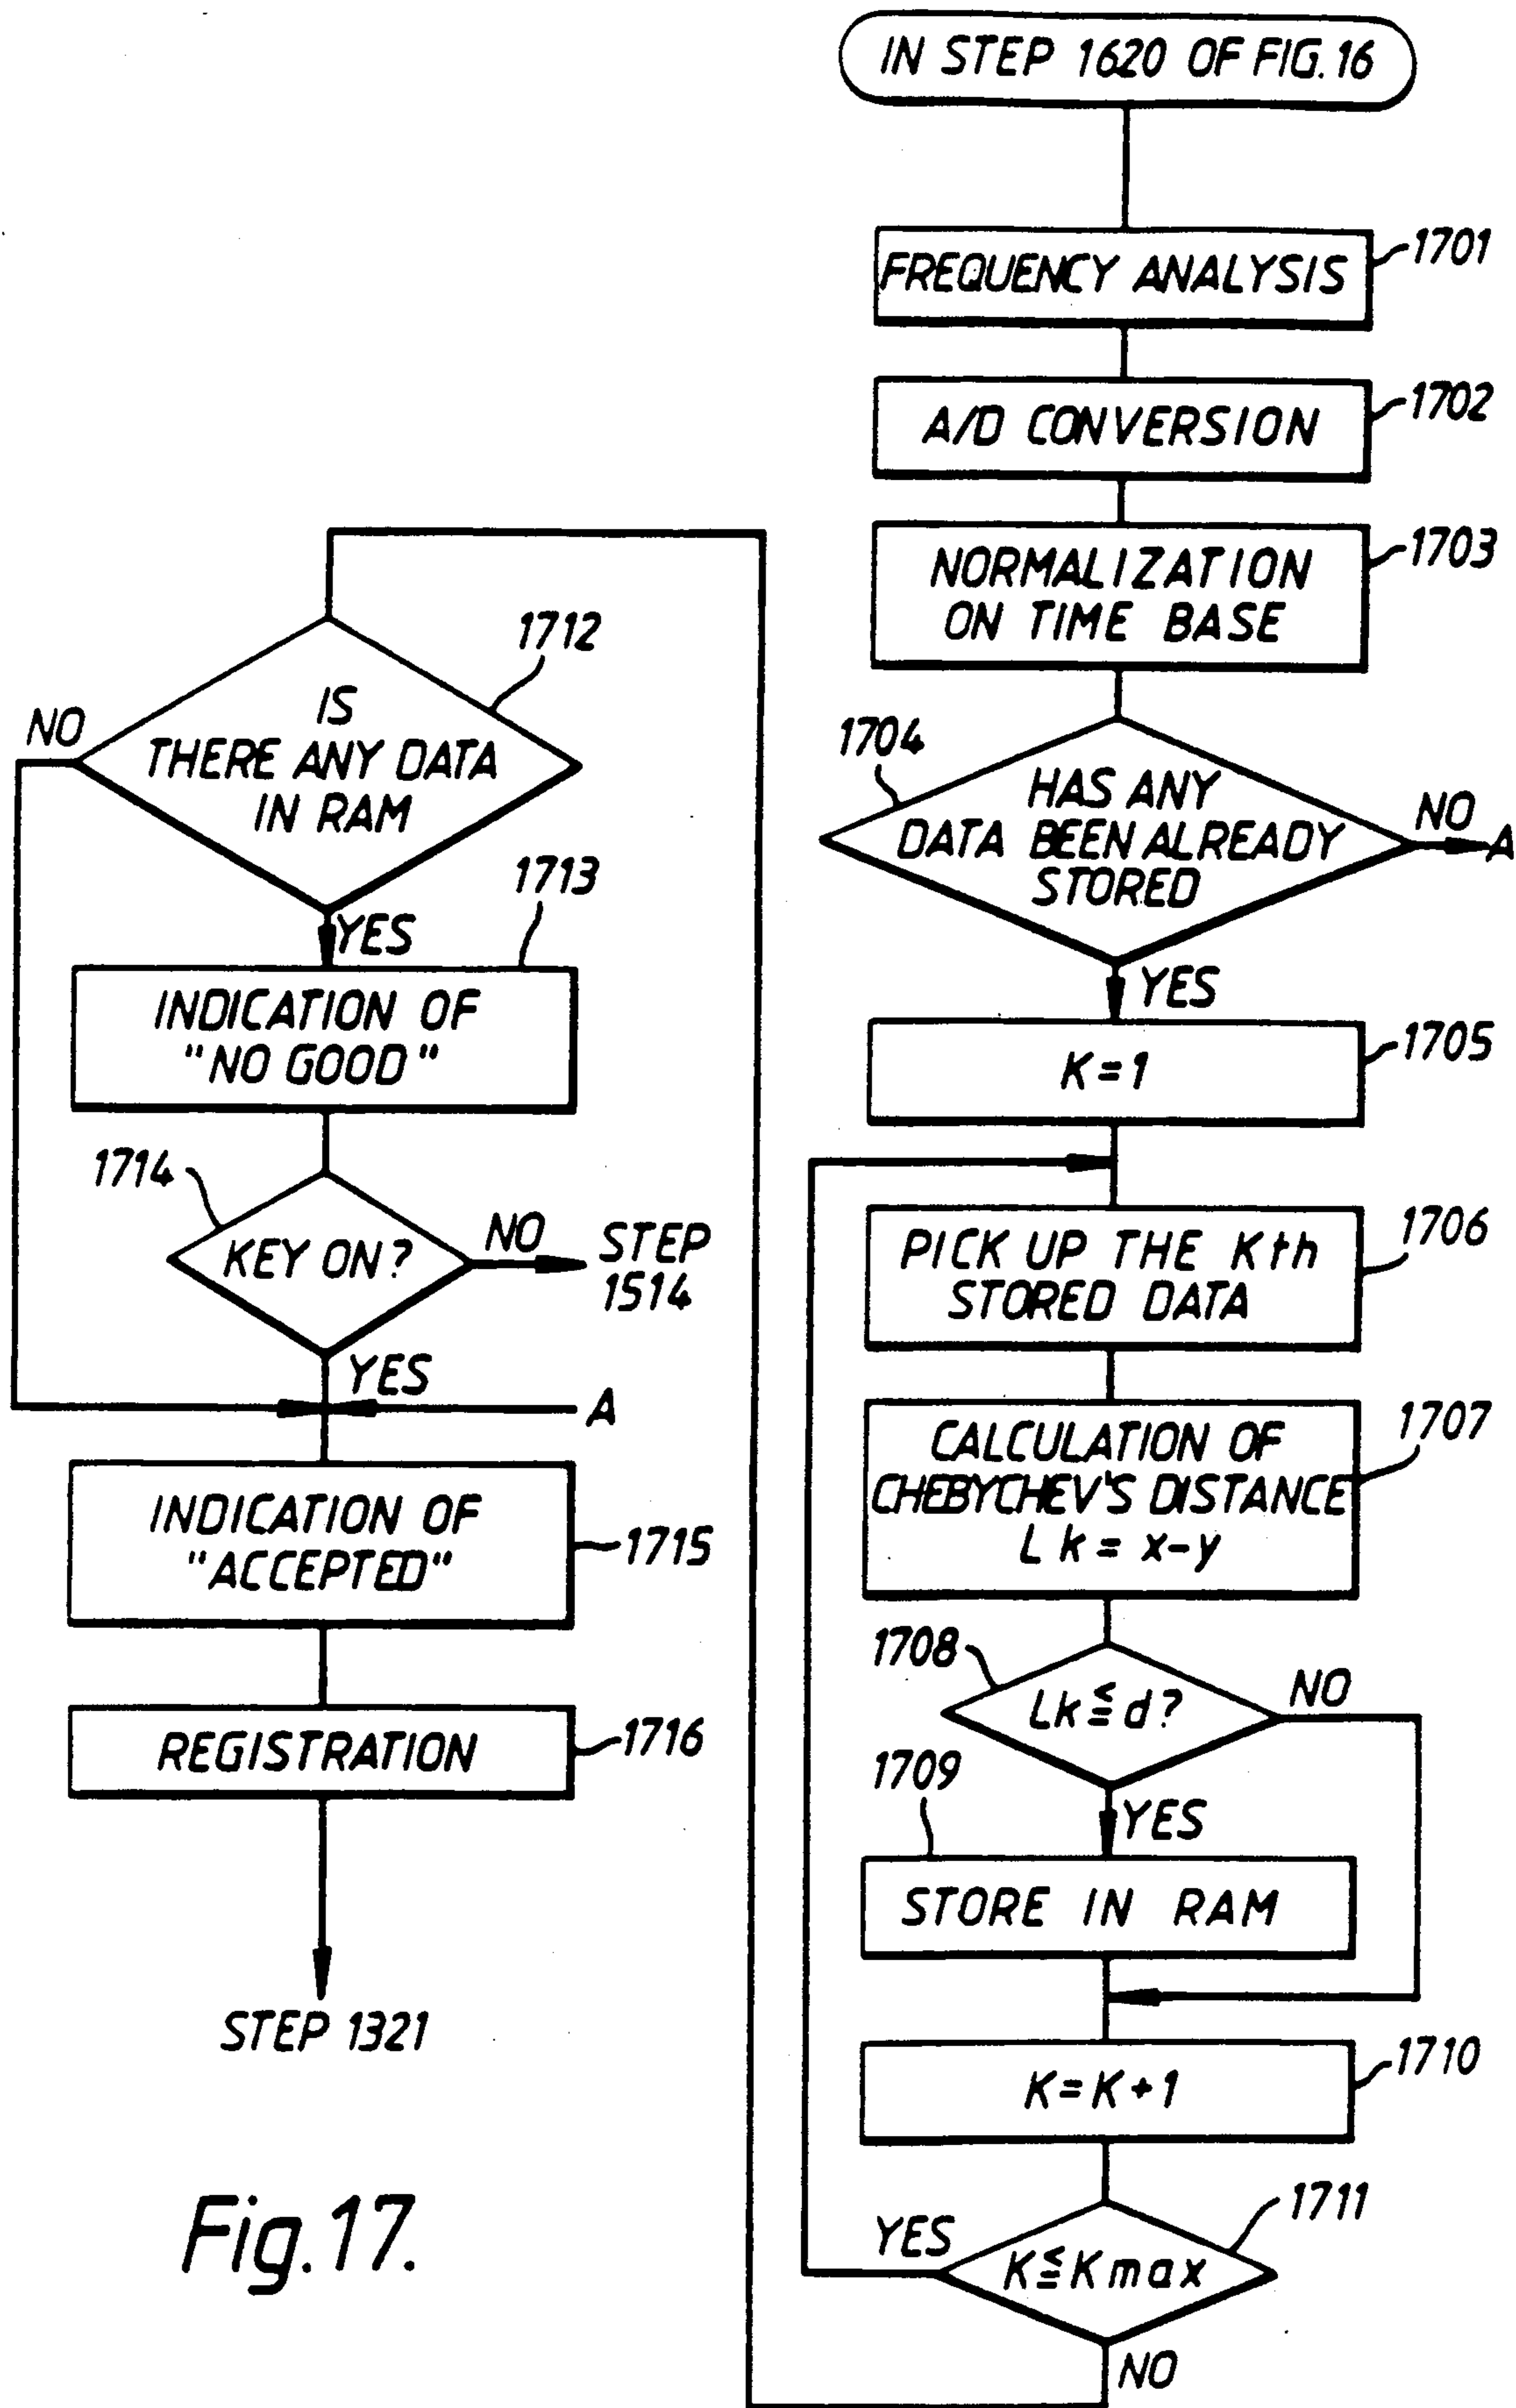 IN STEP 1620 OF FIG.16
FREQUENCY ANALYSIS
1701
A/D CONVERSION
1702
NORMALIZATION
ON TIME BASE
1703
1704
HAS ANY
DATA BEEN ALREADY
STORED
NO
A
YES
K=1
1705
PICK UP THE Kth
STORED DATA
1706
CALCULATION OF
CHEBYCHEV'S DISTANCE
Lk = x-y
1707
1708
Lk≦d?
NO
1709
YES
STORE IN RAM
K=K+1
1710
1711
YES
K≦Kmax
NO
1712
NO
IS
THERE ANY DATA
IN RAM
YES
1713
INDICATION OF
"NO GOOD"
1714
KEY ON?
NO
STEP
1514
YES
A
INDICATION OF
"ACCEPTED"
1715
REGISTRATION
1716
STEP 1321
Fig.17.